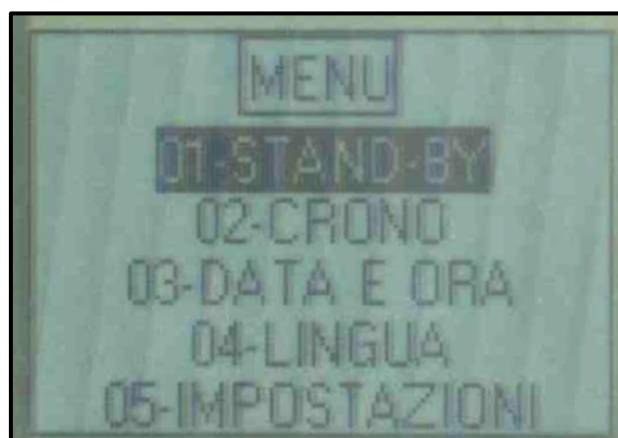 MENU
01-STAND-BY
02-CRONO
03-DATA E ORA
04-LINGUA
05-IMPOSTAZIONI